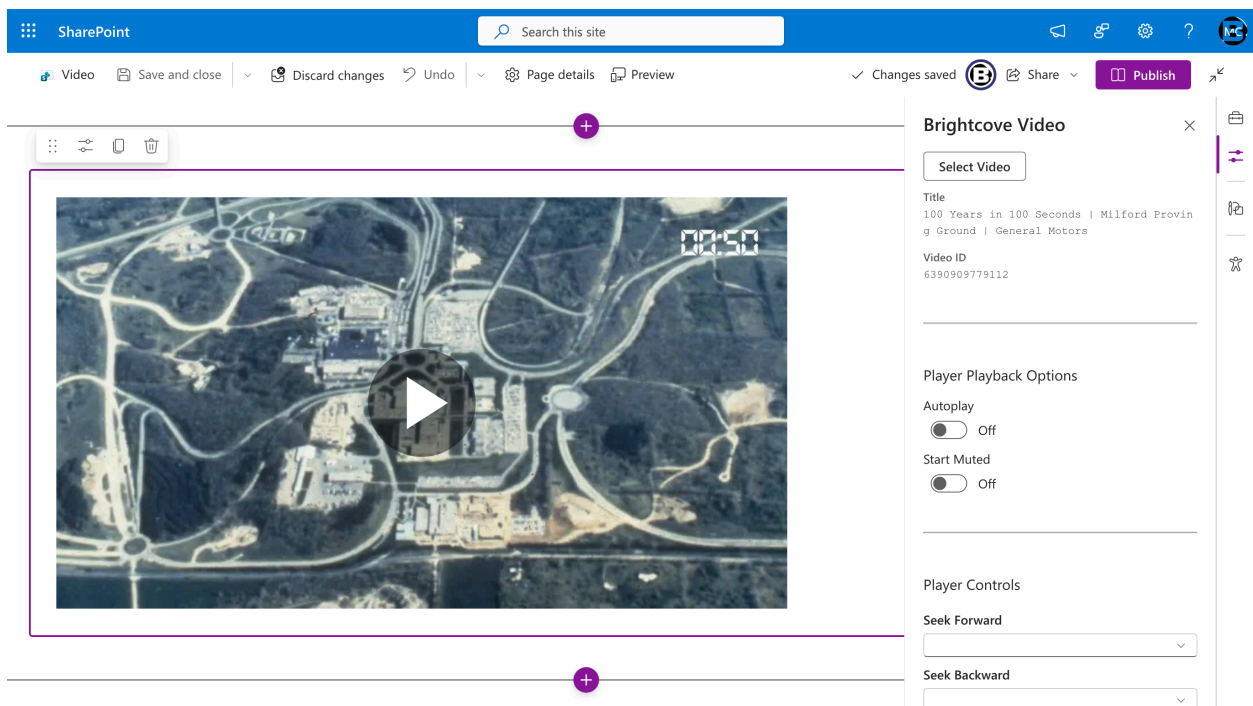 SharePoint
Search this site
MC
Video
Save and close
Discard changes
Undo
Page details
Preview
Changes saved
B
Share
Publish
00:50
Brightcove Video
Select Video
Title
100 Years in 100 Seconds | Milford Provin
g Ground | General Motors
Video ID
6390909779112
Player Playback Options
Autoplay
Off
Start Muted
Off
Player Controls
Seek Forward
Seek Backward